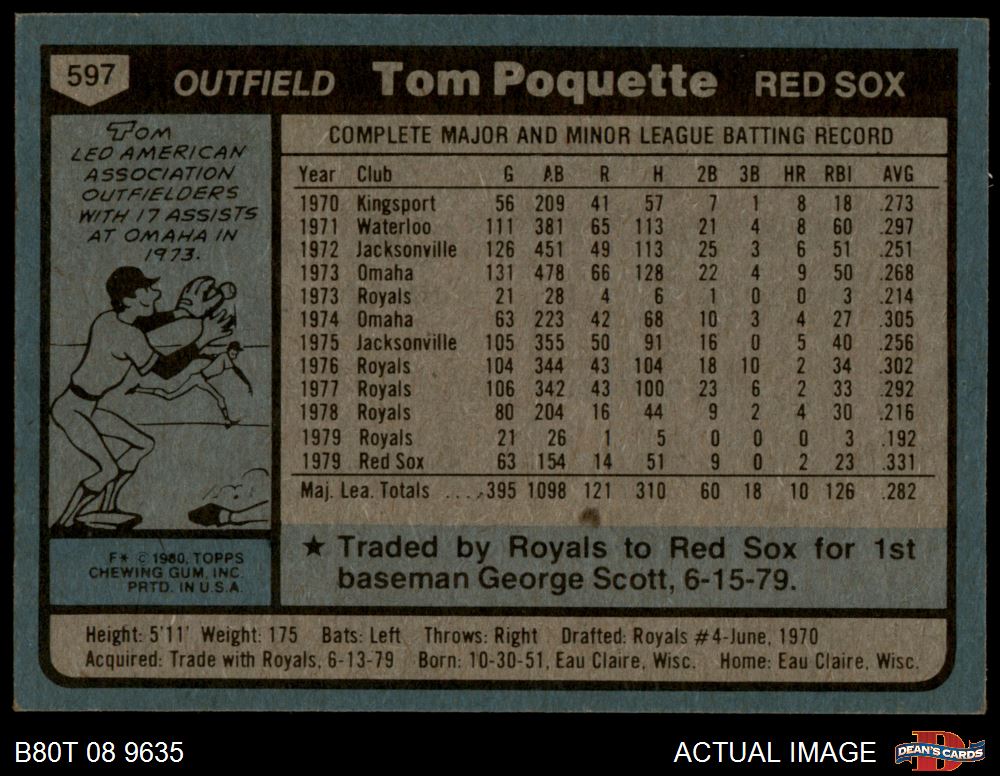 597 OUTFIELD Tom Poquette RED SOX
TOM
LED AMERICAN
ASSOCIATION
OUTFIELDERS
WITH 17 ASSISTS
AT OMAHA IN
1973.
F* © 1980, TOPPS
CHEWING GUM, INC.
PRTD. IN U.S.A.
COMPLETE MAJOR AND MINOR LEAGUE BATTING RECORD
Year Club G AB R H 2B 3B HR RBI AVG
1970 Kingsport 56 209 41 57 7 1 8 18 .273
1971 Waterloo 111 381 65 113 21 4 8 60 .297
1972 Jacksonville 126 451 49 113 25 3 6 51 .251
1973 Omaha 131 478 66 128 22 4 9 50 .268
1973 Royals 21 28 4 6 1 0 0 3 .214
1974 Omaha 63 223 42 68 10 3 4 27 .305
1975 Jacksonville 105 355 50 91 16 0 5 40 .256
1976 Royals 104 344 43 104 18 10 2 34 .302
1977 Royals 106 342 43 100 23 6 2 33 .292
1978 Royals 80 204 16 44 9 2 4 30 .216
1979 Royals 21 26 1 5 0 0 0 3 .192
1979 Red Sox 63 154 14 51 9 0 2 23 .331
Maj. Lea. Totals .... 395 1098 121 310 60 18 10 126 .282
★ Traded by Royals to Red Sox for 1st
baseman George Scott, 6-15-79.
Height: 5'11' Weight: 175 Bats: Left Throws: Right Drafted: Royals #4-June, 1970
Acquired: Trade with Royals, 6-13-79 Born: 10-30-51, Eau Claire, Wisc. Home: Eau Claire, Wisc.
B80T 08 9635 ACTUAL IMAGE D DEAN'S CARDS